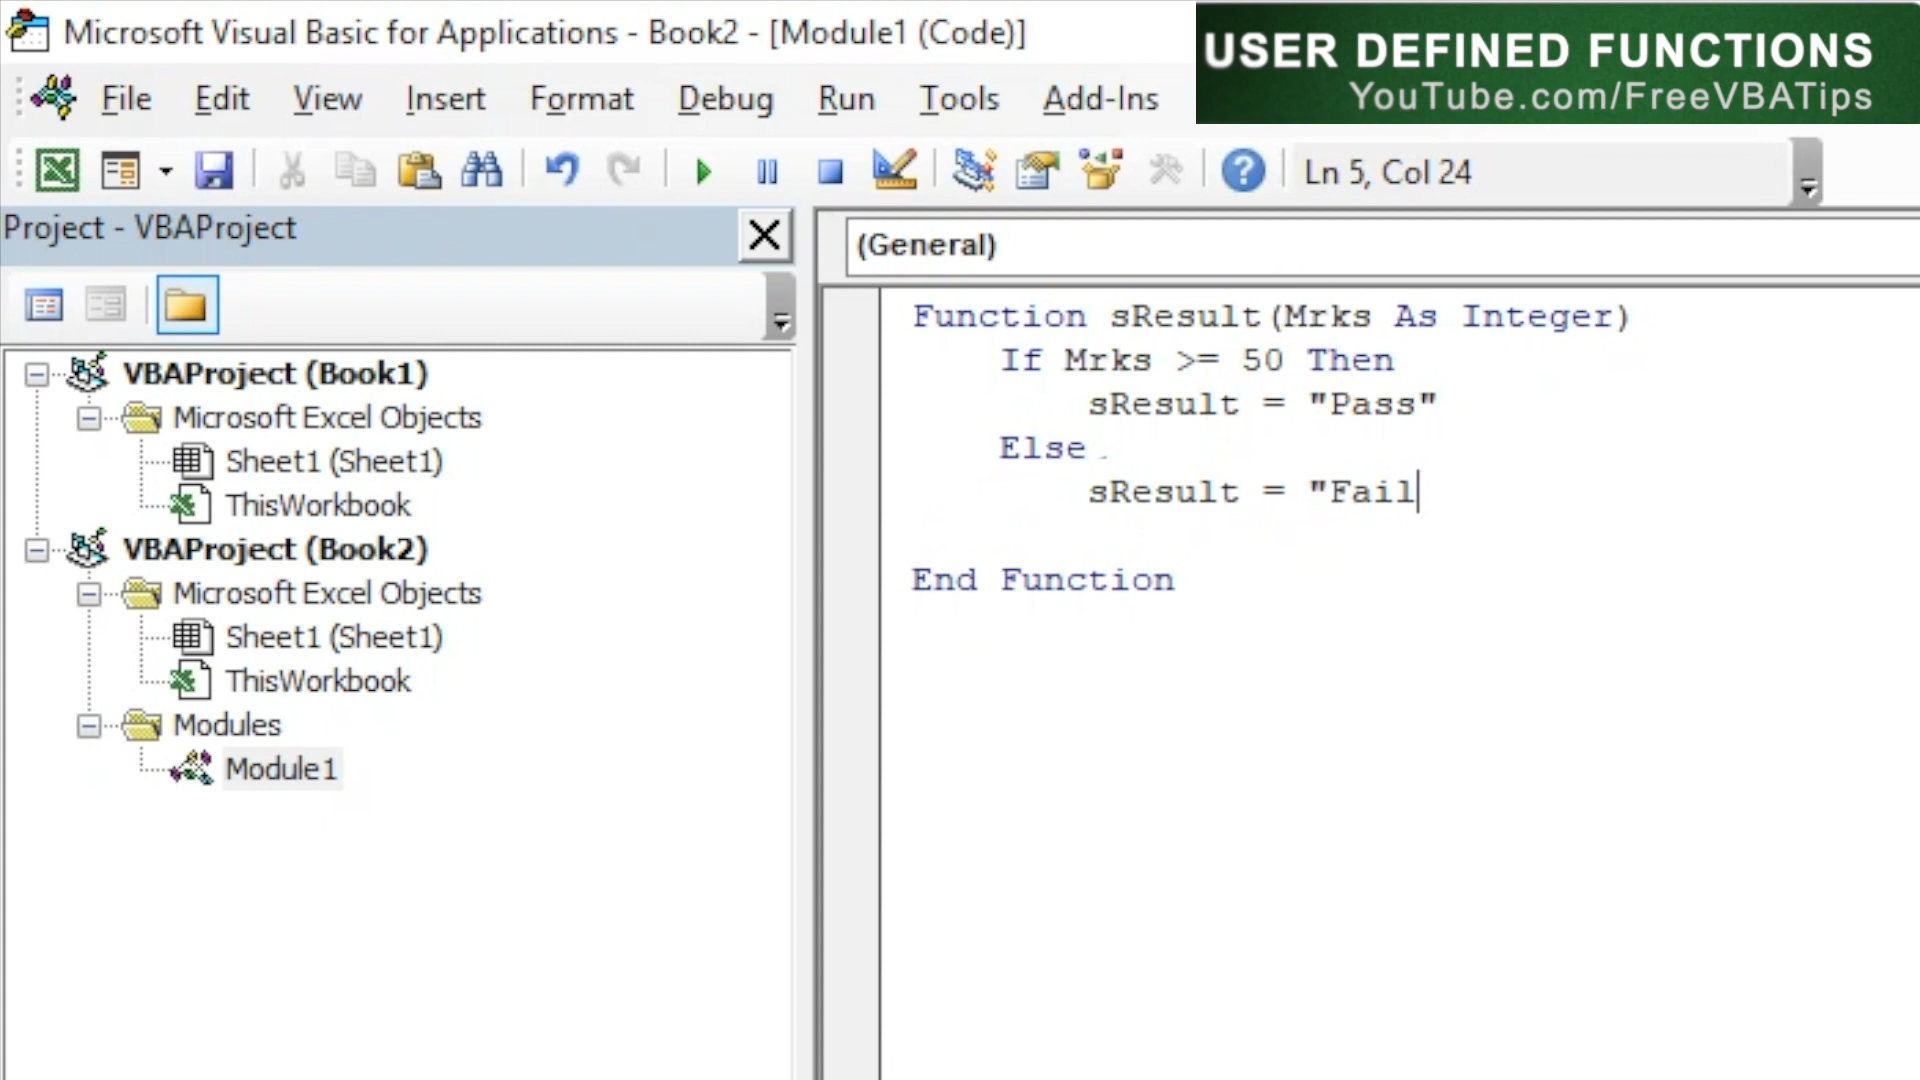 Microsoft Visual Basic for Applications - Book2 - [Module1 (Code)]
USER DEFINED FUNCTIONS
YouTube.com/FreeVBATips
File Edit View Insert Format Debug Run Tools Add-Ins
Ln 5, Col 24
Project - VBAProject
(General)
VBAProject (Book1)
Microsoft Excel Objects
Sheet1 (Sheet1)
ThisWorkbook
VBAProject (Book2)
Microsoft Excel Objects
Sheet1 (Sheet1)
ThisWorkbook
Modules
Module1
Function sResult(Mrks As Integer)
If Mrks >= 50 Then
sResult = "Pass"
Else
sResult = "Fail
End Function